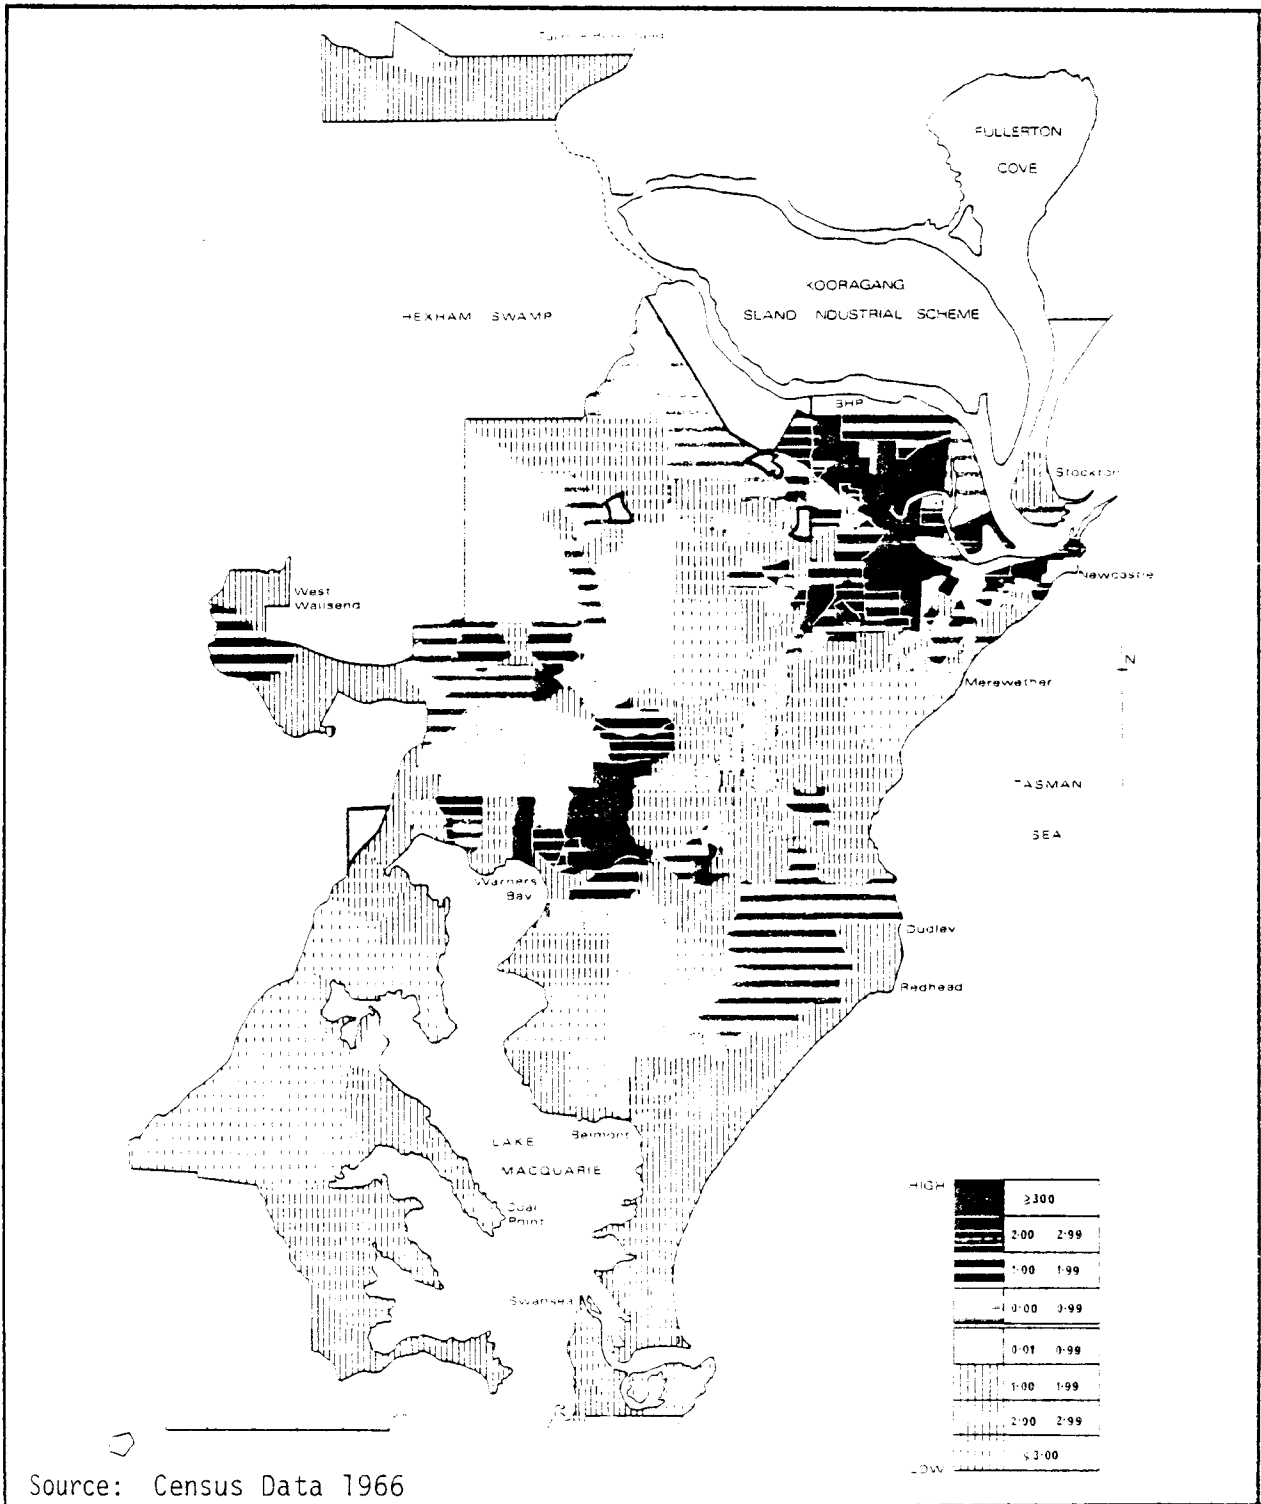 FULLERTON
COVE
KOORAGANG
SLAND NDUSTRIAL SCHEME
HEXHAM SWAMP
BHP
Stockton
Newcastle
West
Wallsend
N
Merewether
TASMAN
SEA
Warners
Bay
Dudley
Redhead
Belmont
LAKE
MACQUARIE
Coal
Point
Swansea
HIGH
≥300
2·00 2·99
1·00 1·99
0·00 0·99
0·01 0·99
1·00 1·99
2·00 2·99
≤3·00
LOW
Source: Census Data 1966